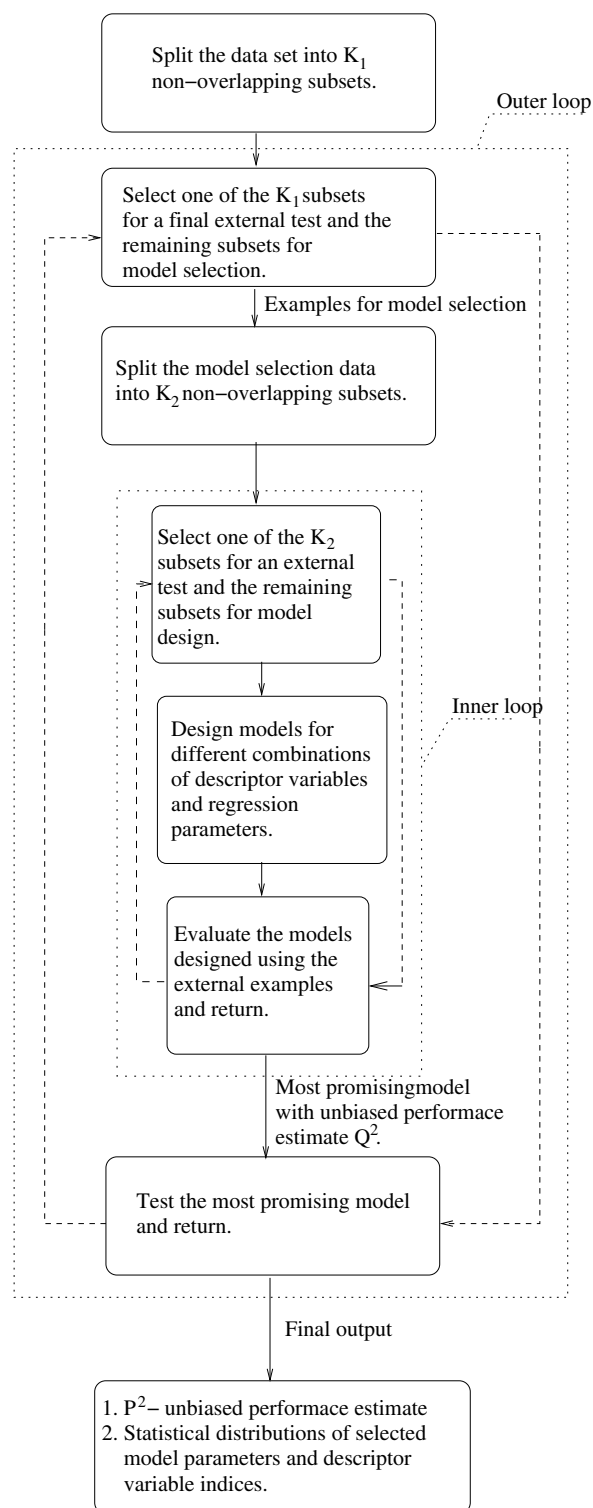 Split the data set into K1
non−overlapping subsets.
Outer loop
Select one of the K1 subsets
for a final external test and the
remaining subsets for
model selection.
Examples for model selection
Split the model selection data
into K2 non−overlapping subsets.
Select one of the K2
subsets for an external
test and the remaining
subsets for model
design.
Inner loop
Design models for
different combinations
of descriptor variables
and regression
parameters.
Evaluate the models
designed using the
external examples
and return.
Most promisingmodel
with unbiased performace
estimate Q2.
Test the most promising model
and return.
Final output
1. P2− unbiased performace estimate
2. Statistical distributions of selected
model parameters and descriptor
variable indices.